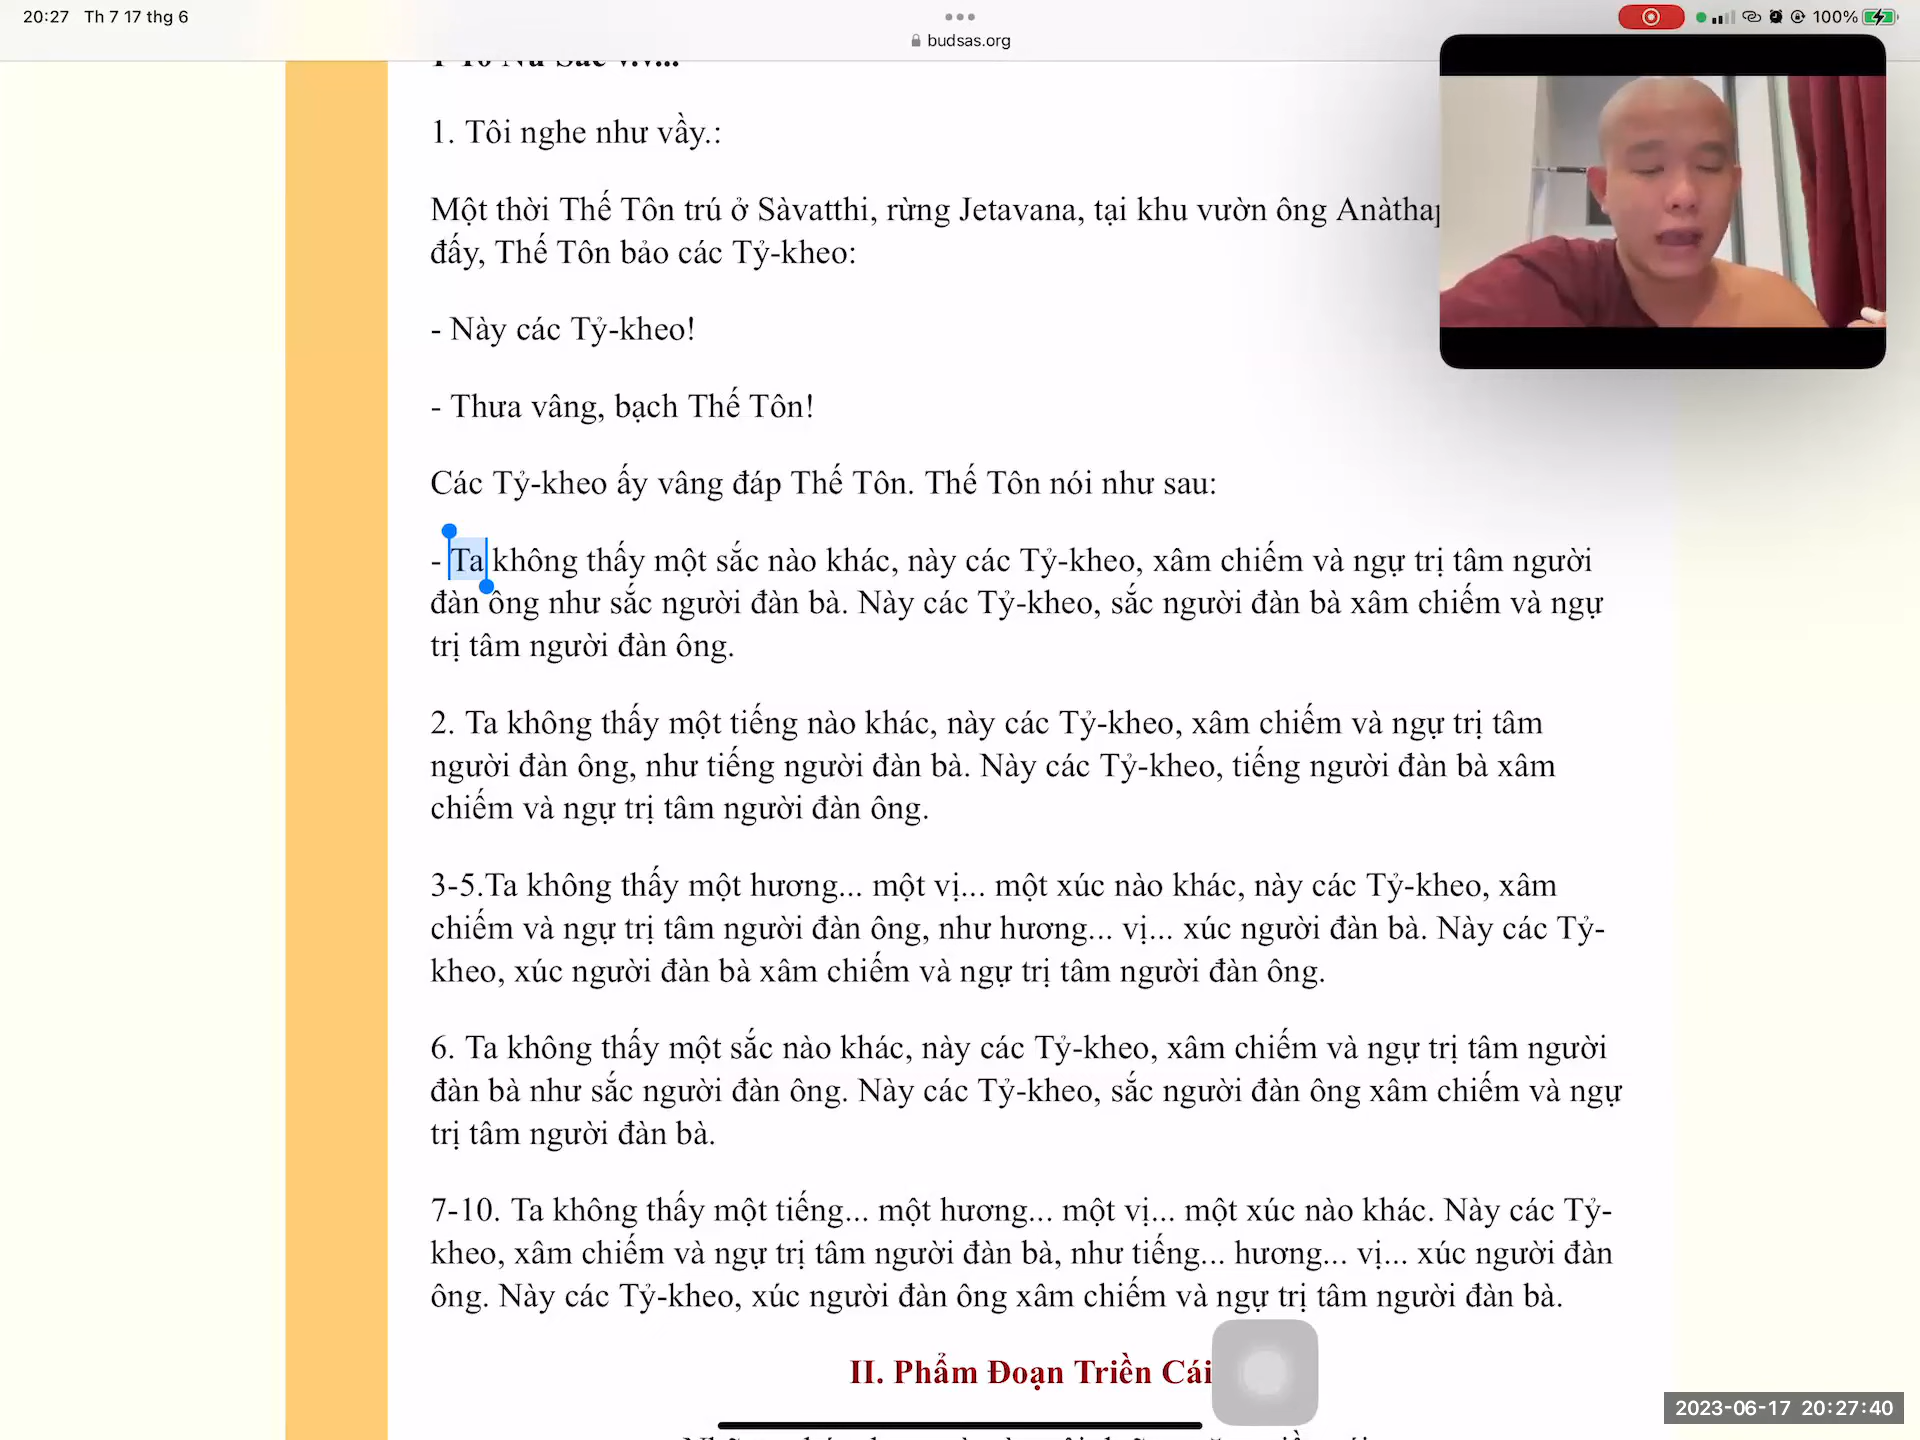 20:27 Th 7 17 thg 6
budsas.org
100%
1. Tôi nghe như vầy.:
Một thời Thế Tôn trú ở Sàvatthi, rừng Jetavana, tại khu vườn ông
đấy, Thế Tôn bảo các Tỷ-kheo:
- Này các Tỷ-kheo!
- Thưa vâng, bạch Thế Tôn!
Các Tỷ-kheo ấy vâng đáp Thế Tôn. Thế Tôn nói như sau:
- Ta không thấy một sắc nào khác, này các Tỷ-kheo, xâm chiếm và ngự trị tâm người
đàn ông như sắc người đàn bà. Này các Tỷ-kheo, sắc người đàn bà xâm chiếm và ngự
trị tâm người đàn ông.
2. Ta không thấy một tiếng nào khác, này các Tỷ-kheo, xâm chiếm và ngự trị tâm
người đàn ông, như tiếng người đàn bà. Này các Tỷ-kheo, tiếng người đàn bà xâm
chiếm và ngự trị tâm người đàn ông.
3-5.Ta không thấy một hương... một vị... một xúc nào khác, này các Tỷ-kheo, xâm
chiếm và ngự trị tâm người đàn ông, như hương... vị... xúc người đàn bà. Này các Tỷ-
kheo, xúc người đàn bà xâm chiếm và ngự trị tâm người đàn ông.
6. Ta không thấy một sắc nào khác, này các Tỷ-kheo, xâm chiếm và ngự trị tâm người
đàn bà như sắc người đàn ông. Này các Tỷ-kheo, sắc người đàn ông xâm chiếm và ngự
trị tâm người đàn bà.
7-10. Ta không thấy một tiếng... một hương... một vị... một xúc nào khác. Này các Tỷ-
kheo, xâm chiếm và ngự trị tâm người đàn bà, như tiếng... hương... vị... xúc người đàn
ông. Này các Tỷ-kheo, xúc người đàn ông xâm chiếm và ngự trị tâm người đàn bà.
II. Phẩm Đoạn Triền Cái
2023-06-17 20:27:40